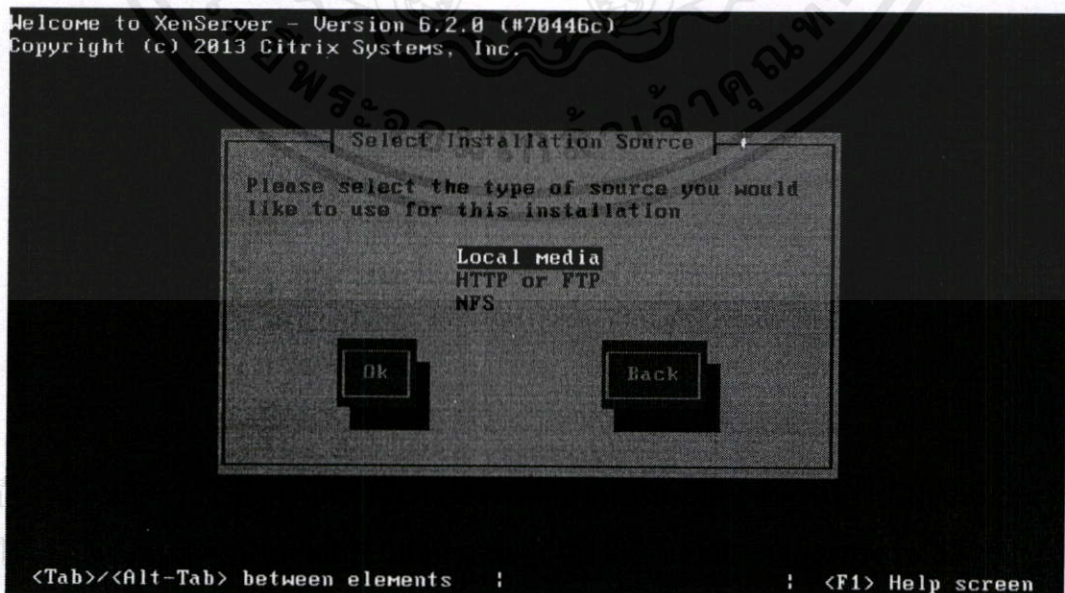 Welcome to XenServer - Version 6.2.0 (#70446c)
Copyright (c) 2013 Citrix Systems, Inc.
Select Installation Source
Please select the type of source you would
like to use for this installation
Local media
HTTP or FTP
NFS
Ok
Back
<Tab>/<Alt-Tab> between elements | | <F1> Help screen